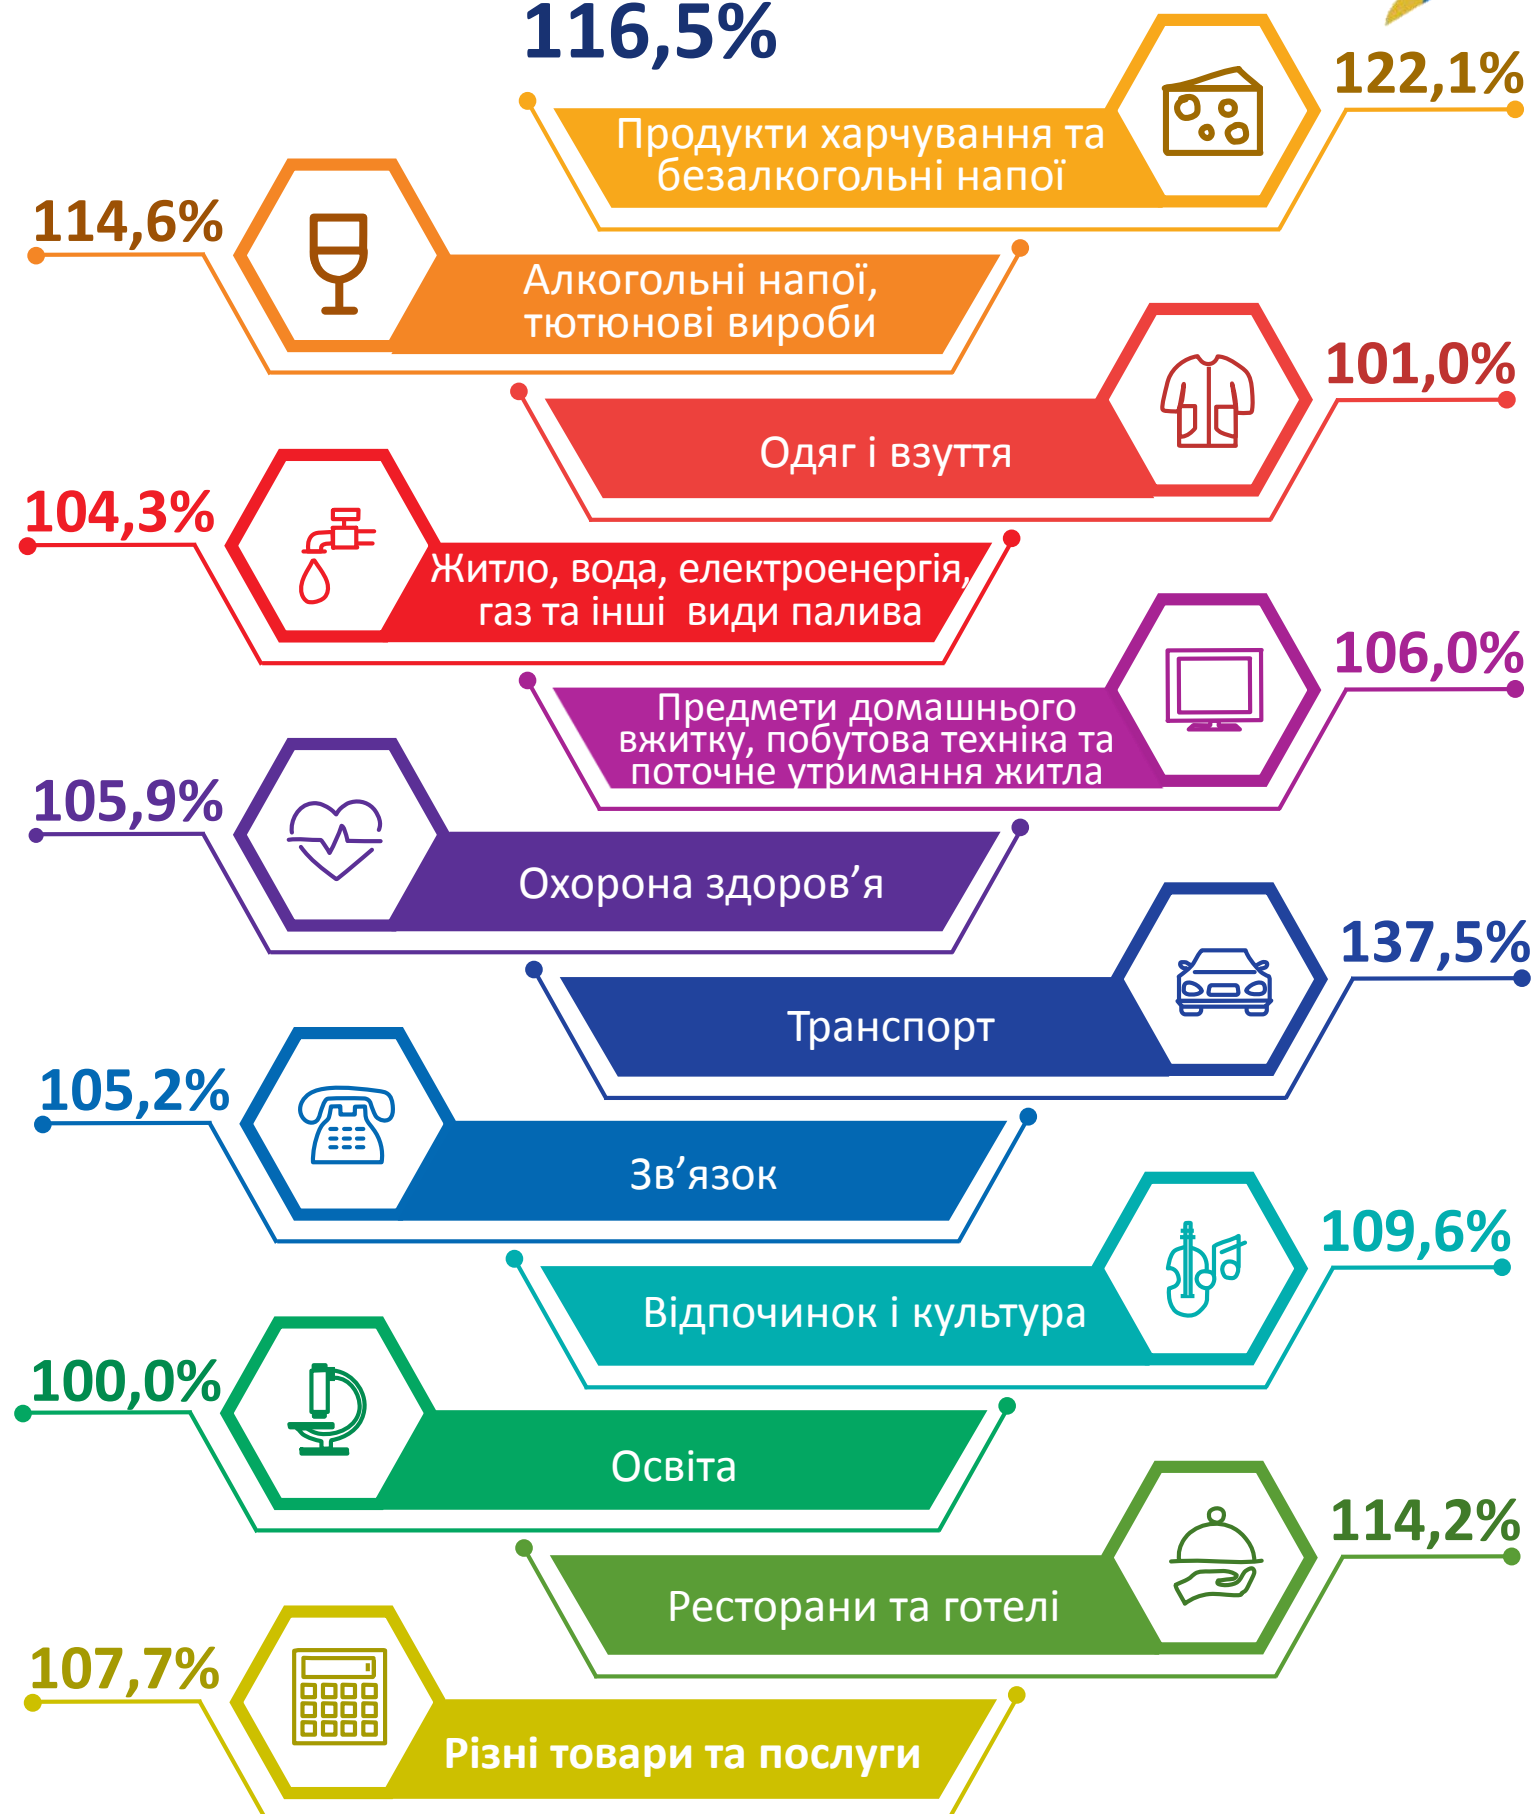 116,5%
122,1%
Продукти харчування та
безалкогольні напої
114,6%
Алкогольні напої,
тютюнові вироби
101,0%
Одяг і взуття
104,3%
Житло, вода, електроенергія,
газ та інші  види палива
106,0%
Предмети домашнього
вжитку, побутова техніка та
поточне утримання житла
105,9%
Охорона здоров’я
137,5%
Транспорт
105,2%
Зв’язок
109,6%
Відпочинок і культура
100,0%
Освіта
114,2%
Ресторани та готелі
107,7%
Різні товари та послуги